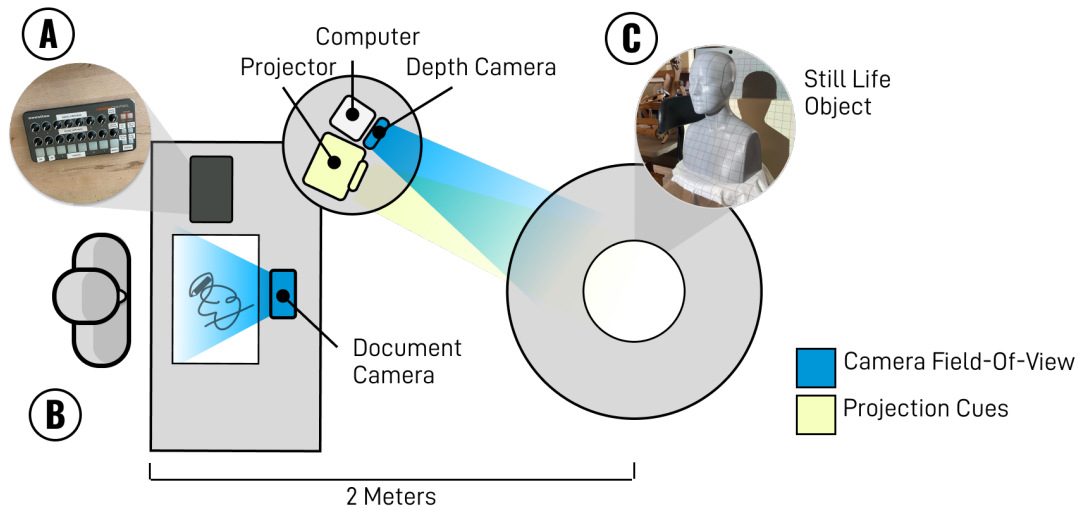 A
Computer
Projector
Depth Camera
C
Still Life
Object
Document
Camera
B
Camera Field-Of-View
Projection Cues
2 Meters